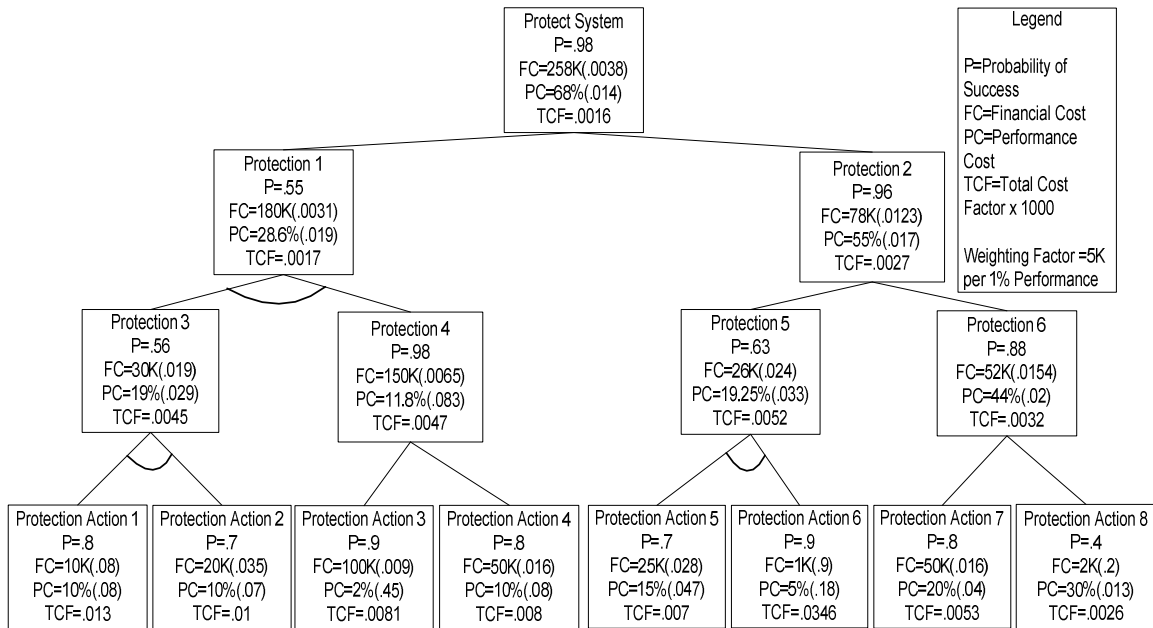 Protect System
P=.98
FC=258K(.0038)
PC=68%(.014)
TCF=.0016
Legend
P=Probability of
Success
FC=Financial Cost
PC=Performance
Cost
TCF=Total Cost
Factor x 1000
Weighting Factor =5K
per 1% Performance
Protection 1
P=.55
FC=180K(.0031)
PC=28.6%(.019)
TCF=.0017
Protection 2
P=.96
FC=78K(.0123)
PC=55%(.017)
TCF=.0027
Protection 3
P=.56
FC=30K(.019)
PC=19%(.029)
TCF=.0045
Protection 4
P=.98
FC=150K(.0065)
PC=11.8%(.083)
TCF=.0047
Protection 5
P=.63
FC=26K(.024)
PC=19.25%(.033)
TCF=.0052
Protection 6
P=.88
FC=52K(.0154)
PC=44%(.02)
TCF=.0032
Protection Action 1
P=.8
FC=10K(.08)
PC=10%(.08)
TCF=.013
Protection Action 2
P=.7
FC=20K(.035)
PC=10%(.07)
TCF=.01
Protection Action 3
P=.9
FC=100K(.009)
PC=2%(.45)
TCF=.0081
Protection Action 4
P=.8
FC=50K(.016)
PC=10%(.08)
TCF=.008
Protection Action 5
P=.7
FC=25K(.028)
PC=15%(.047)
TCF=.007
Protection Action 6
P=.9
FC=1K(.9)
PC=5%(.18)
TCF=.0346
Protection Action 7
P=.8
FC=50K(.016)
PC=20%(.04)
TCF=.0053
Protection Action 8
P=.4
FC=2K(.2)
PC=30%(.013)
TCF=.0026